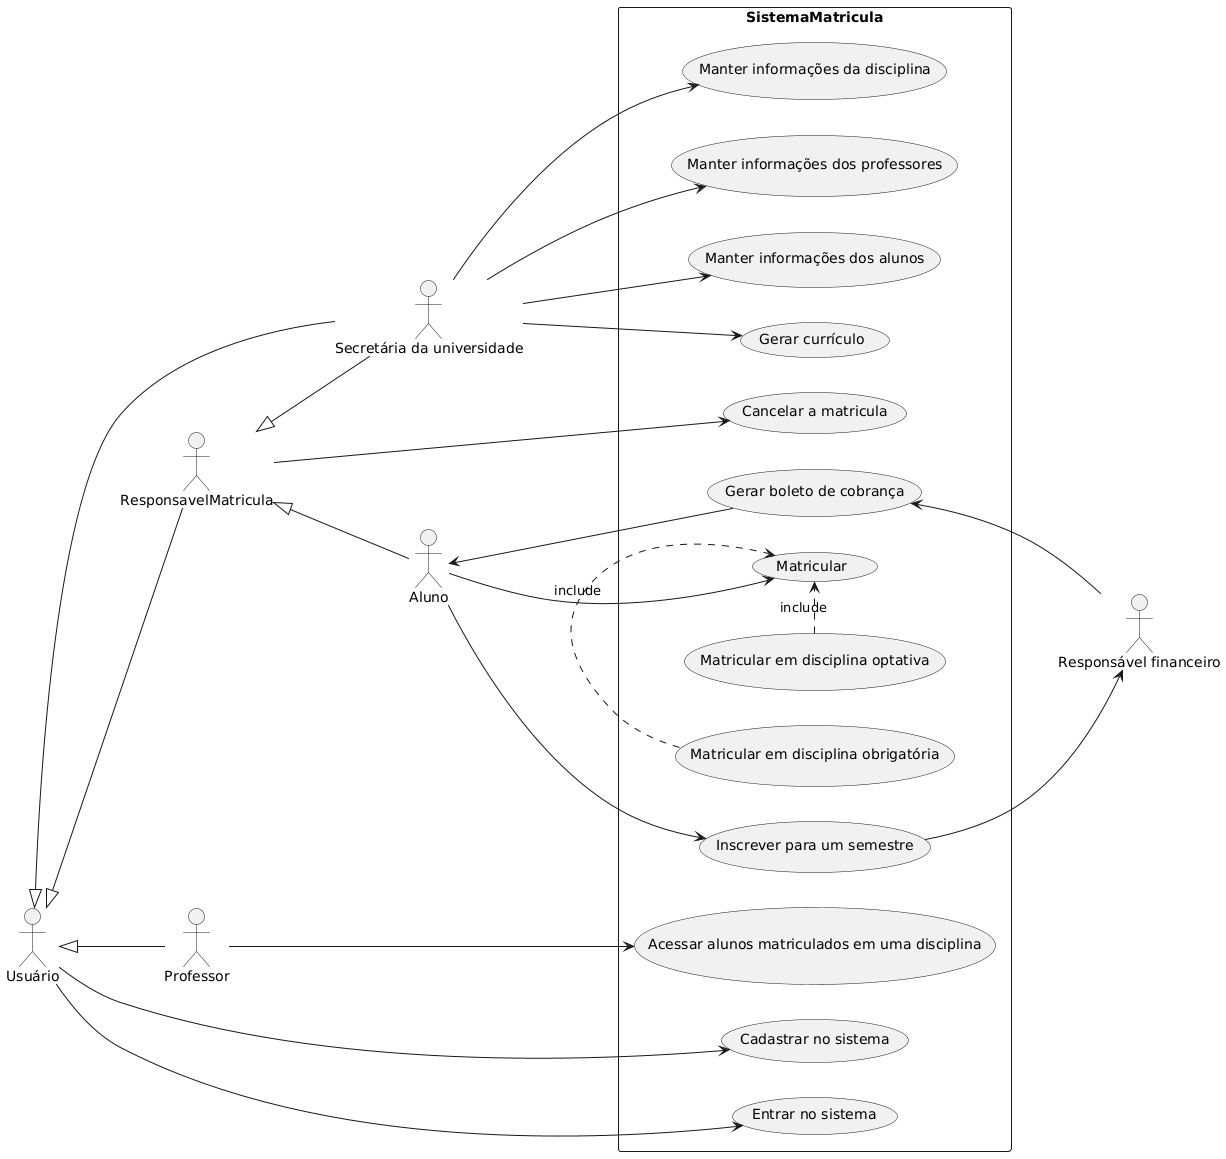 SistemaMatricula
Manter informações da disciplina
Manter informações dos professores
Manter informações dos alunos
Secretária da universidade
Gerar currículo
Cancelar a matricula
ResponsavelMatricula
Gerar boleto de cobrança
Aluno
Matricular
include
include
Matricular em disciplina optativa
Responsável financeiro
Matricular em disciplina obrigatória
Inscrever para um semestre
Usuário
Professor
Acessar alunos matriculados em uma disciplina
Cadastrar no sistema
Entrar no sistema